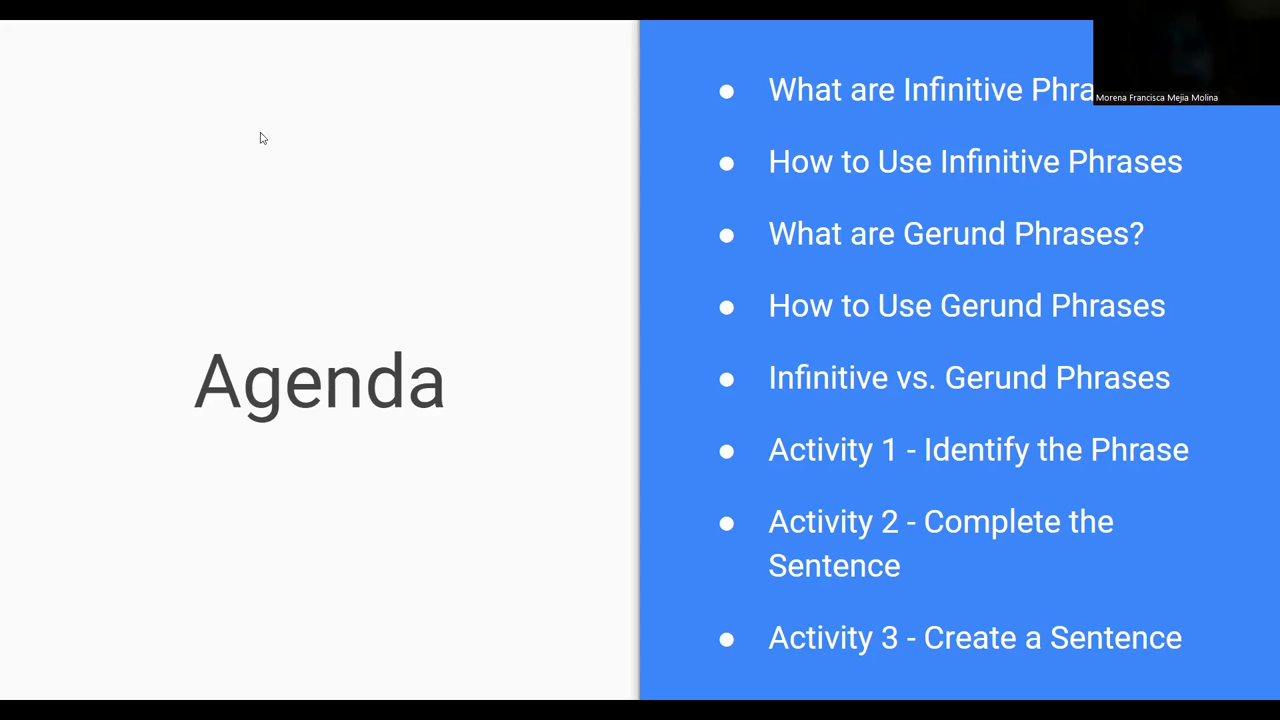 Agenda
What are Infinitive Phra
Morena Francisca Mejia Molina
How to Use Infinitive Phrases
What are Gerund Phrases?
How to Use Gerund Phrases
Infinitive vs. Gerund Phrases
Activity 1 - Identify the Phrase
Activity 2 - Complete the
Sentence
Activity 3 - Create a Sentence